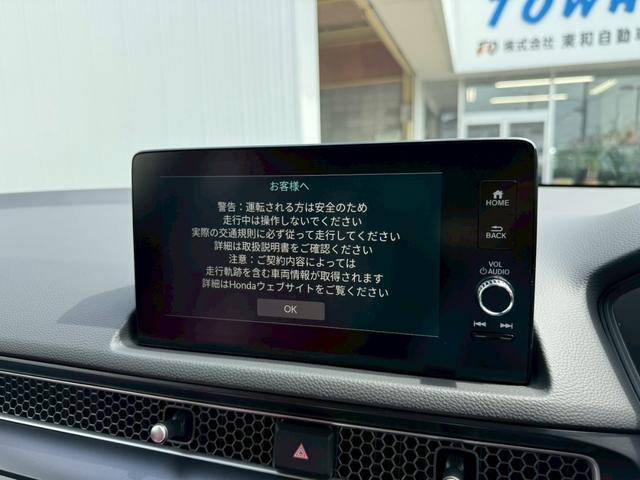 TOWA
株式会社 東和自動車
お客様へ
警告：運転される方は安全のため
走行中は操作しないでください
実際の交通規則に必ず従って走行してください
詳細は取扱説明書をご確認ください
注意：ご契約内容によっては
走行軌跡を含む車両情報が取得されます
詳細はHondaウェブサイトをご覧ください
OK
HOME
BACK
VOL
AUDIO